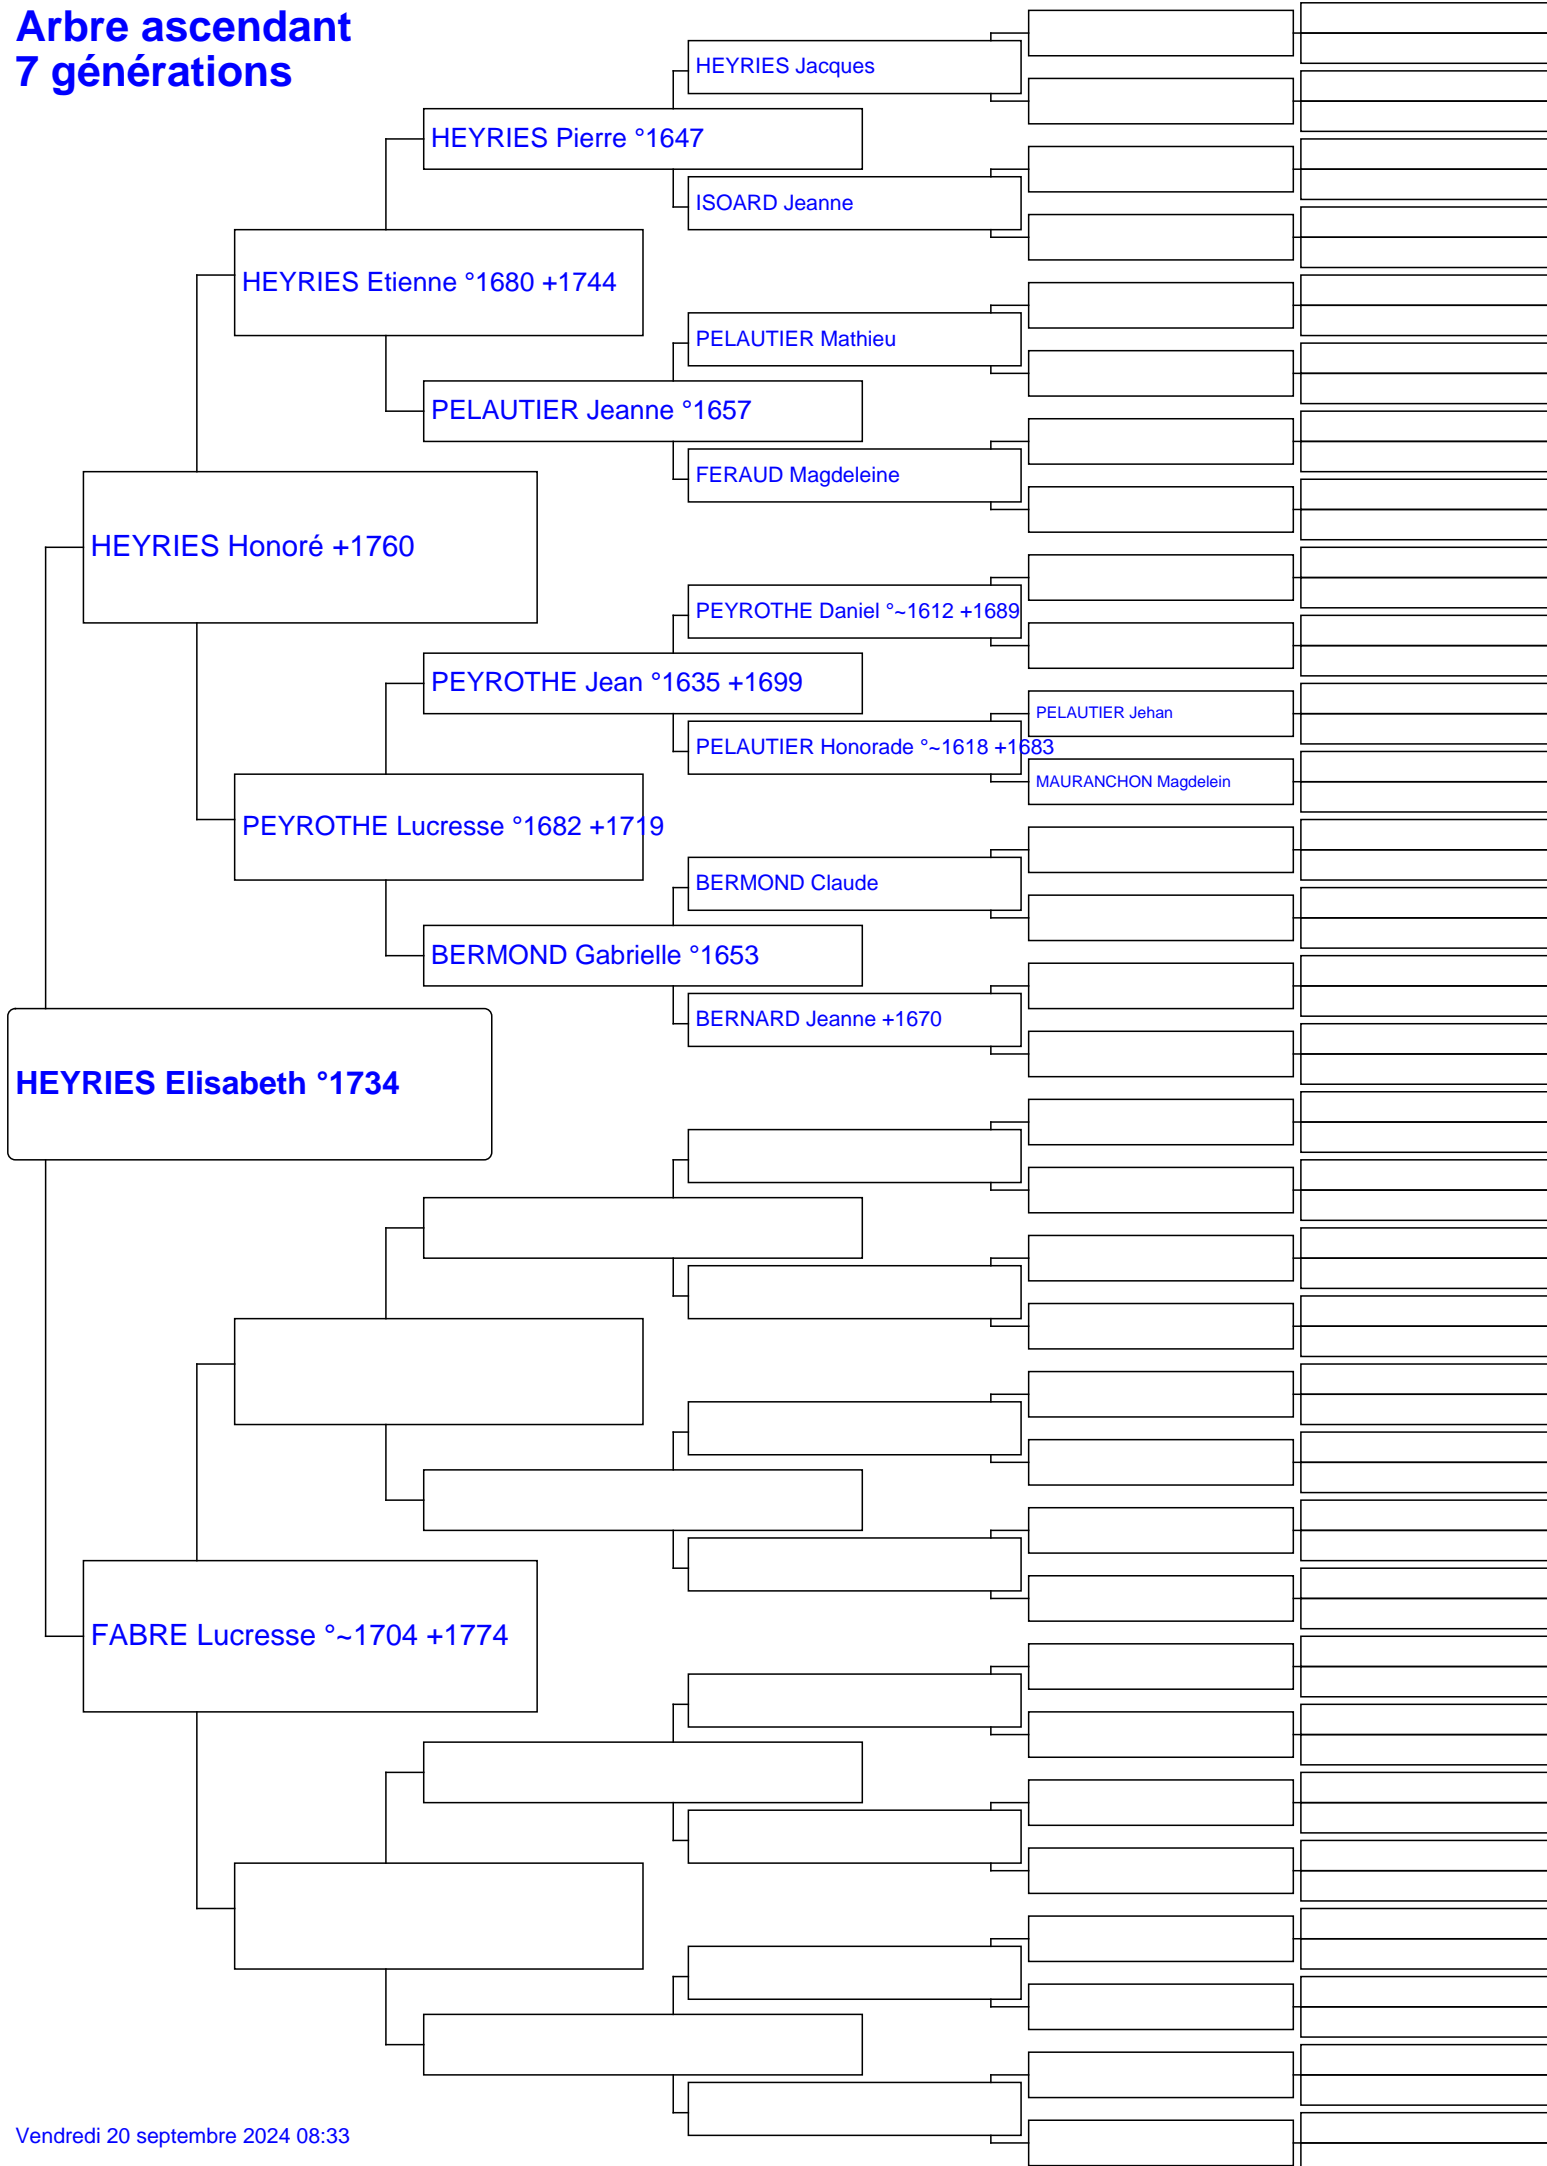 Arbre ascendant
7 générations
HEYRIES Jacques
HEYRIES Pierre °1647
ISOARD Jeanne
HEYRIES Etienne °1680 +1744
PELAUTIER Mathieu
PELAUTIER Jeanne °1657
FERAUD Magdeleine
HEYRIES Honoré +1760
PEYROTHE Daniel °~1612 +1689
PEYROTHE Jean °1635 +1699
PELAUTIER Jehan
PELAUTIER Honorade °~1618 +1683
MAURANCHON Magdelein
PEYROTHE Lucresse °1682 +1719
BERMOND Claude
BERMOND Gabrielle °1653
BERNARD Jeanne +1670
HEYRIES Elisabeth °1734
FABRE Lucresse °~1704 +1774
Vendredi 20 septembre 2024 08:33